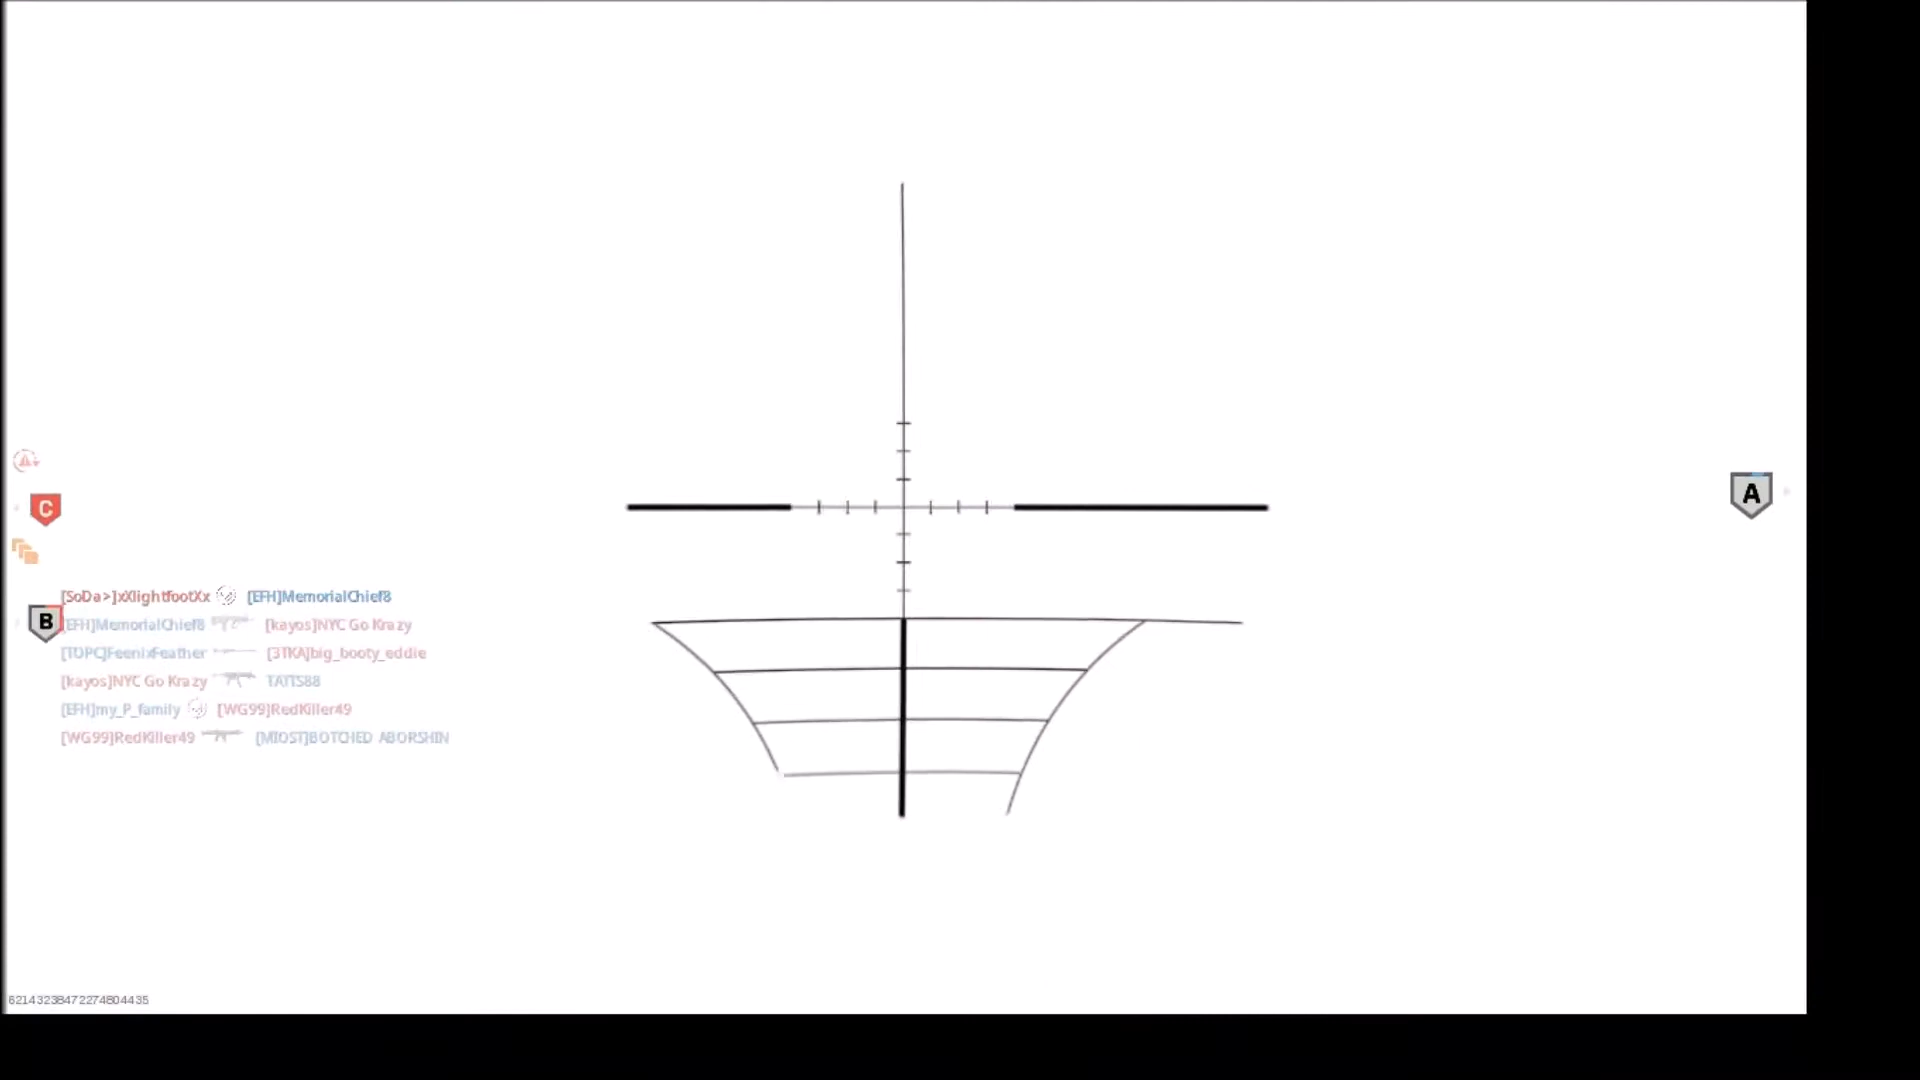 C
A
[SoDa>]xXlightfootXx [EFH]MemorialChief8
B
[EFH]MemorialChief8 [kayos]NYC Go Krazy
[TOPC]FeenixFeather [3TKA]big_booty_eddie
[kayos]NYC Go Krazy TATTS88
[EFH]my_P_family [WG99]RedKiller49
[WG99]RedKiller49 [MIOST]BOTCHED ABORSHIN
62143238472274804435